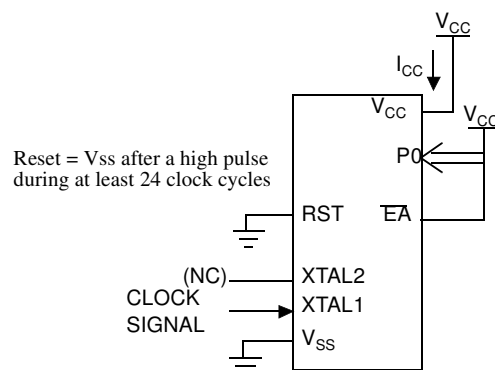 V_CC
I_CC
V_CC
V_CC
P0
Reset = Vss after a high pulse
during at least 24 clock cycles
RST
EA
(NC)
XTAL2
CLOCK
SIGNAL
XTAL1
V_SS